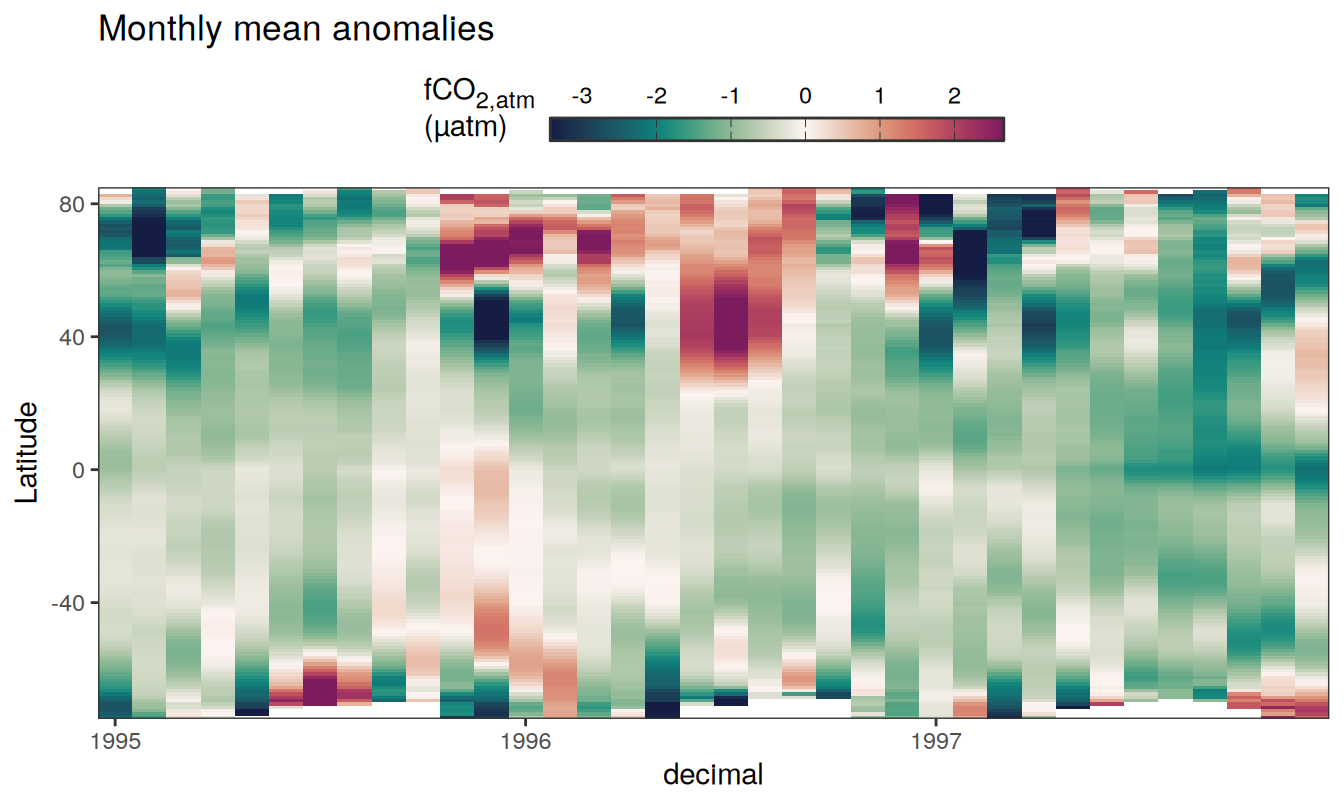 Monthly mean anomalies
fCO2,atm
(µatm)
-3 -2 -1 0 1 2
80
40
0
-40
Latitude
1995 1996 1997
decimal